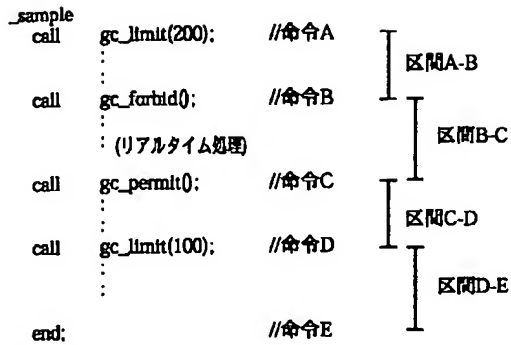 _sample
call gc_limit(200); //命令A
区間A-B
call gc_forbid(); //命令B
(リアルタイム処理) 区間B-C
call gc_permit(); //命令C
区間C-D
call gc_limit(100); //命令D
区間D-E
end; //命令E